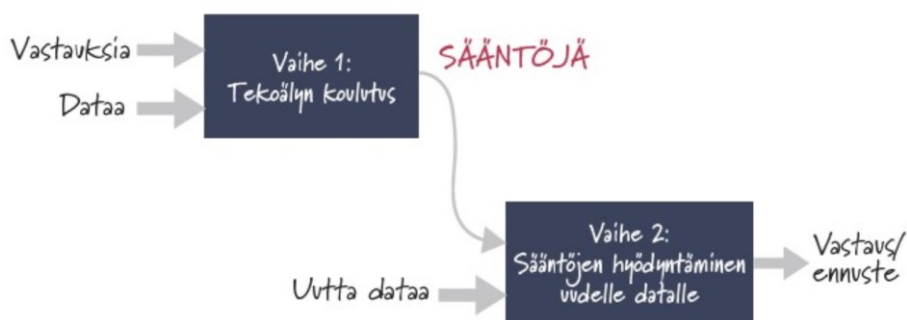 Vastauksia
Dataa
Vaihe 1:
Tekoälyn koulutus
SÄÄNTÖJÄ
Uutta dataa
Vaihe 2:
Sääntöjen hyödyntäminen
uudelle datalle
Vastaus/
ennuste